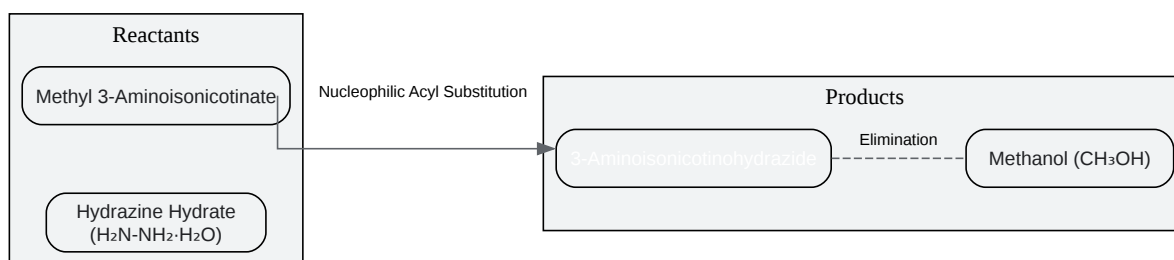 Reactants
Methyl 3-Aminoisonicotinate
Hydrazine Hydrate
(H₂N-NH₂·H₂O)
Nucleophilic Acyl Substitution
Products
3-Aminoisonicotinohydrazide
Elimination
Methanol (CH₃OH)